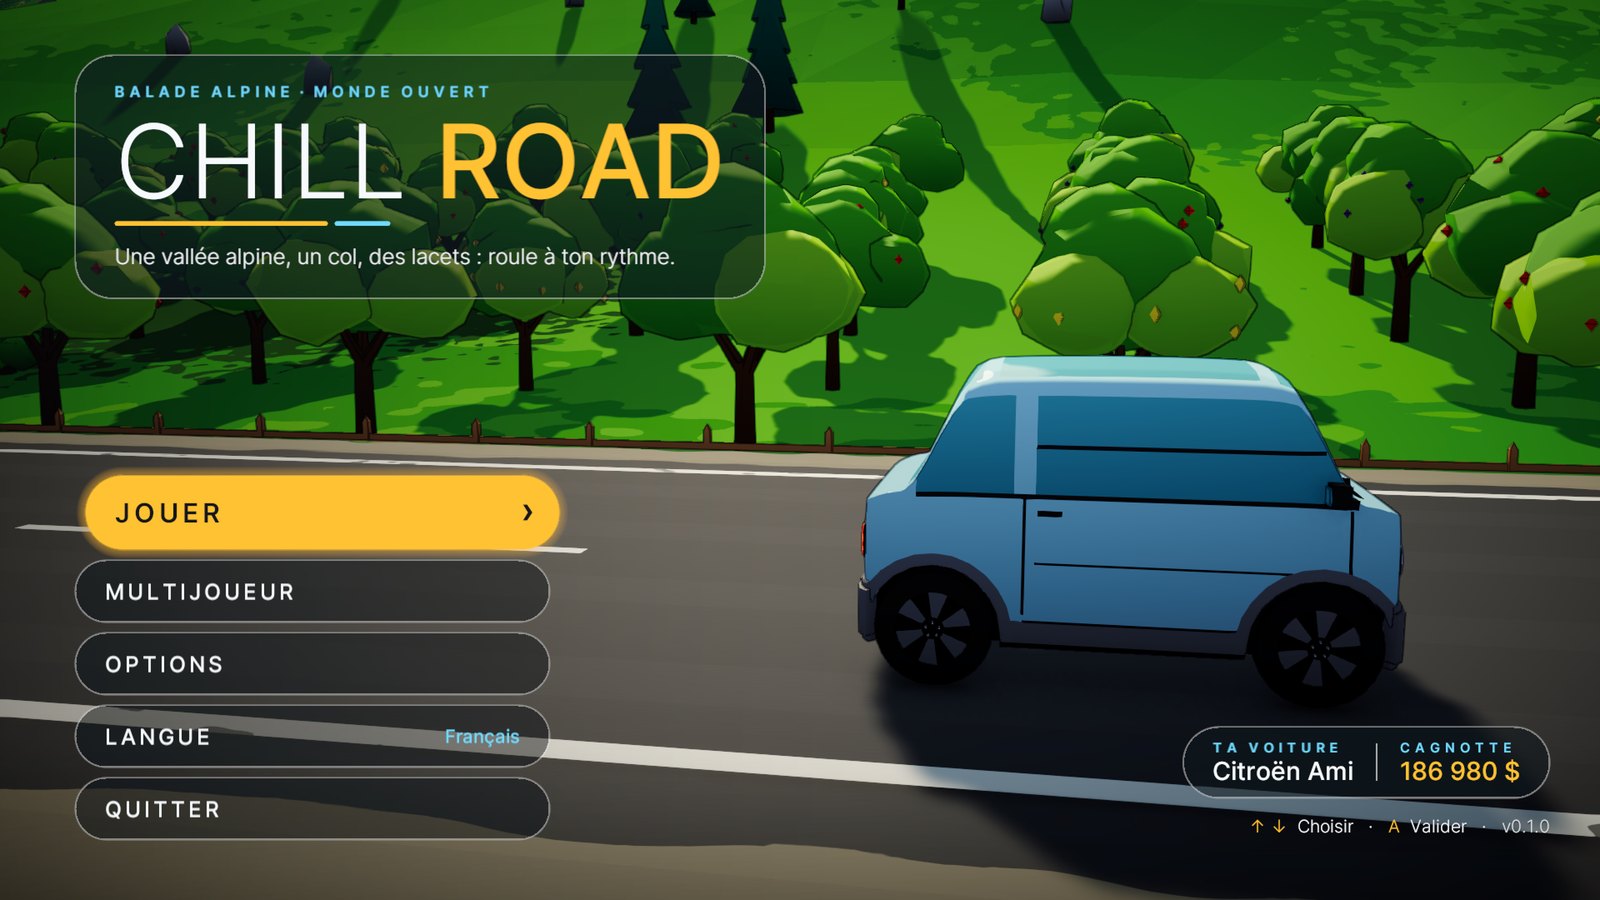 BALADE ALPINE · MONDE OUVERT
CHILL ROAD
Une vallée alpine, un col, des lacets : roule à ton rythme.
JOUER ›
MULTIJOUEUR
OPTIONS
LANGUE Français
QUITTER
TA VOITURE CAGNOTTE
Citroën Ami 186 980 $
↑ ↓ Choisir · A Valider · v0.1.0